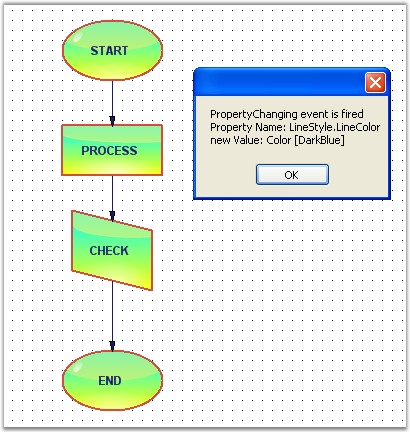 START
PropertyChanging event is fired
Property Name: LineStyle.LineColor
new Value: Color [DarkBlue]
OK
PROCESS
CHECK
END